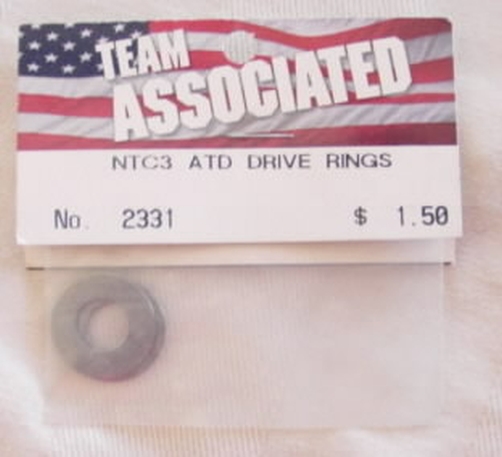 TEAM
ASSOCIATED
NTC3 ATD DRIVE RINGS
No. 2331 $ 1.50